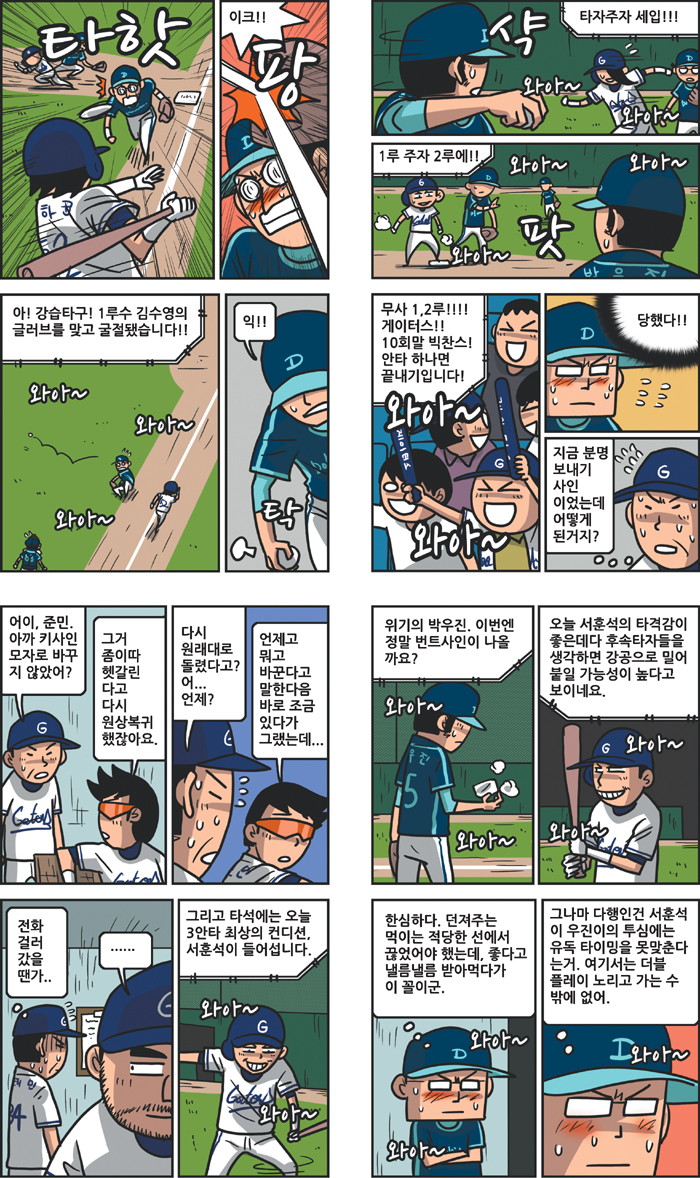 타핫
이크!!
팡
아! 강습타구! 1루수 김수영의
글러브를 맞고 굴절됐습니다!!
와아~
와아~
와아~
익!!
D
탁
샥
타자주자 세입!!!
G
와아~
와아~
1루 주자 2루에!!
와아~
와아~
팟
와아~
박우진
무사 1,2루!!!!
게이터스!!
10회말 빅찬스!
안타 하나면
끝내기입니다!
와아~
게이터스
와아~
당했다!!
D
지금 분명
보내기
사인
이었는데
어떻게
된거지?
G
어이, 준민.
아까 키사인
모자로 바꾸
지 않았어?
그거
좀이따
헷갈린
다고
다시
원상복귀
했잖아요.
G
Gators
Gators
다시
원래대로
돌렸다고?
어...
언제?
언제고
뭐고
바꾼다고
말한다음
바로 조금
있다가
그랬는데...
G
전화
걸러
갔을
땐가..
......
G
그리고 타석에는 오늘
3안타 최상의 컨디션,
서훈석이 들어섭니다.
와아~
G
Gators
와아~
위기의 박우진. 이번엔
정말 번트사인이 나올
까요?
와아~
우진
5
와아~
오늘 서훈석의 타격감이
좋은데다 후속타자들을
생각하면 강공으로 밀어
붙일 가능성이 높다고
보이네요.
G
와아~
와아~
한심하다. 던져주는
먹이는 적당한 선에서
끊었어야 했는데, 좋다고
낼름낼름 받아먹다가
이 꼴이군.
와아~
D
와아~
그나마 다행인건 서훈석
이 우진이의 투심에는
유독 타이밍을 못맞춘다
는거. 여기서는 더블
플레이 노리고 가는 수
밖에 없어.
D
와아~